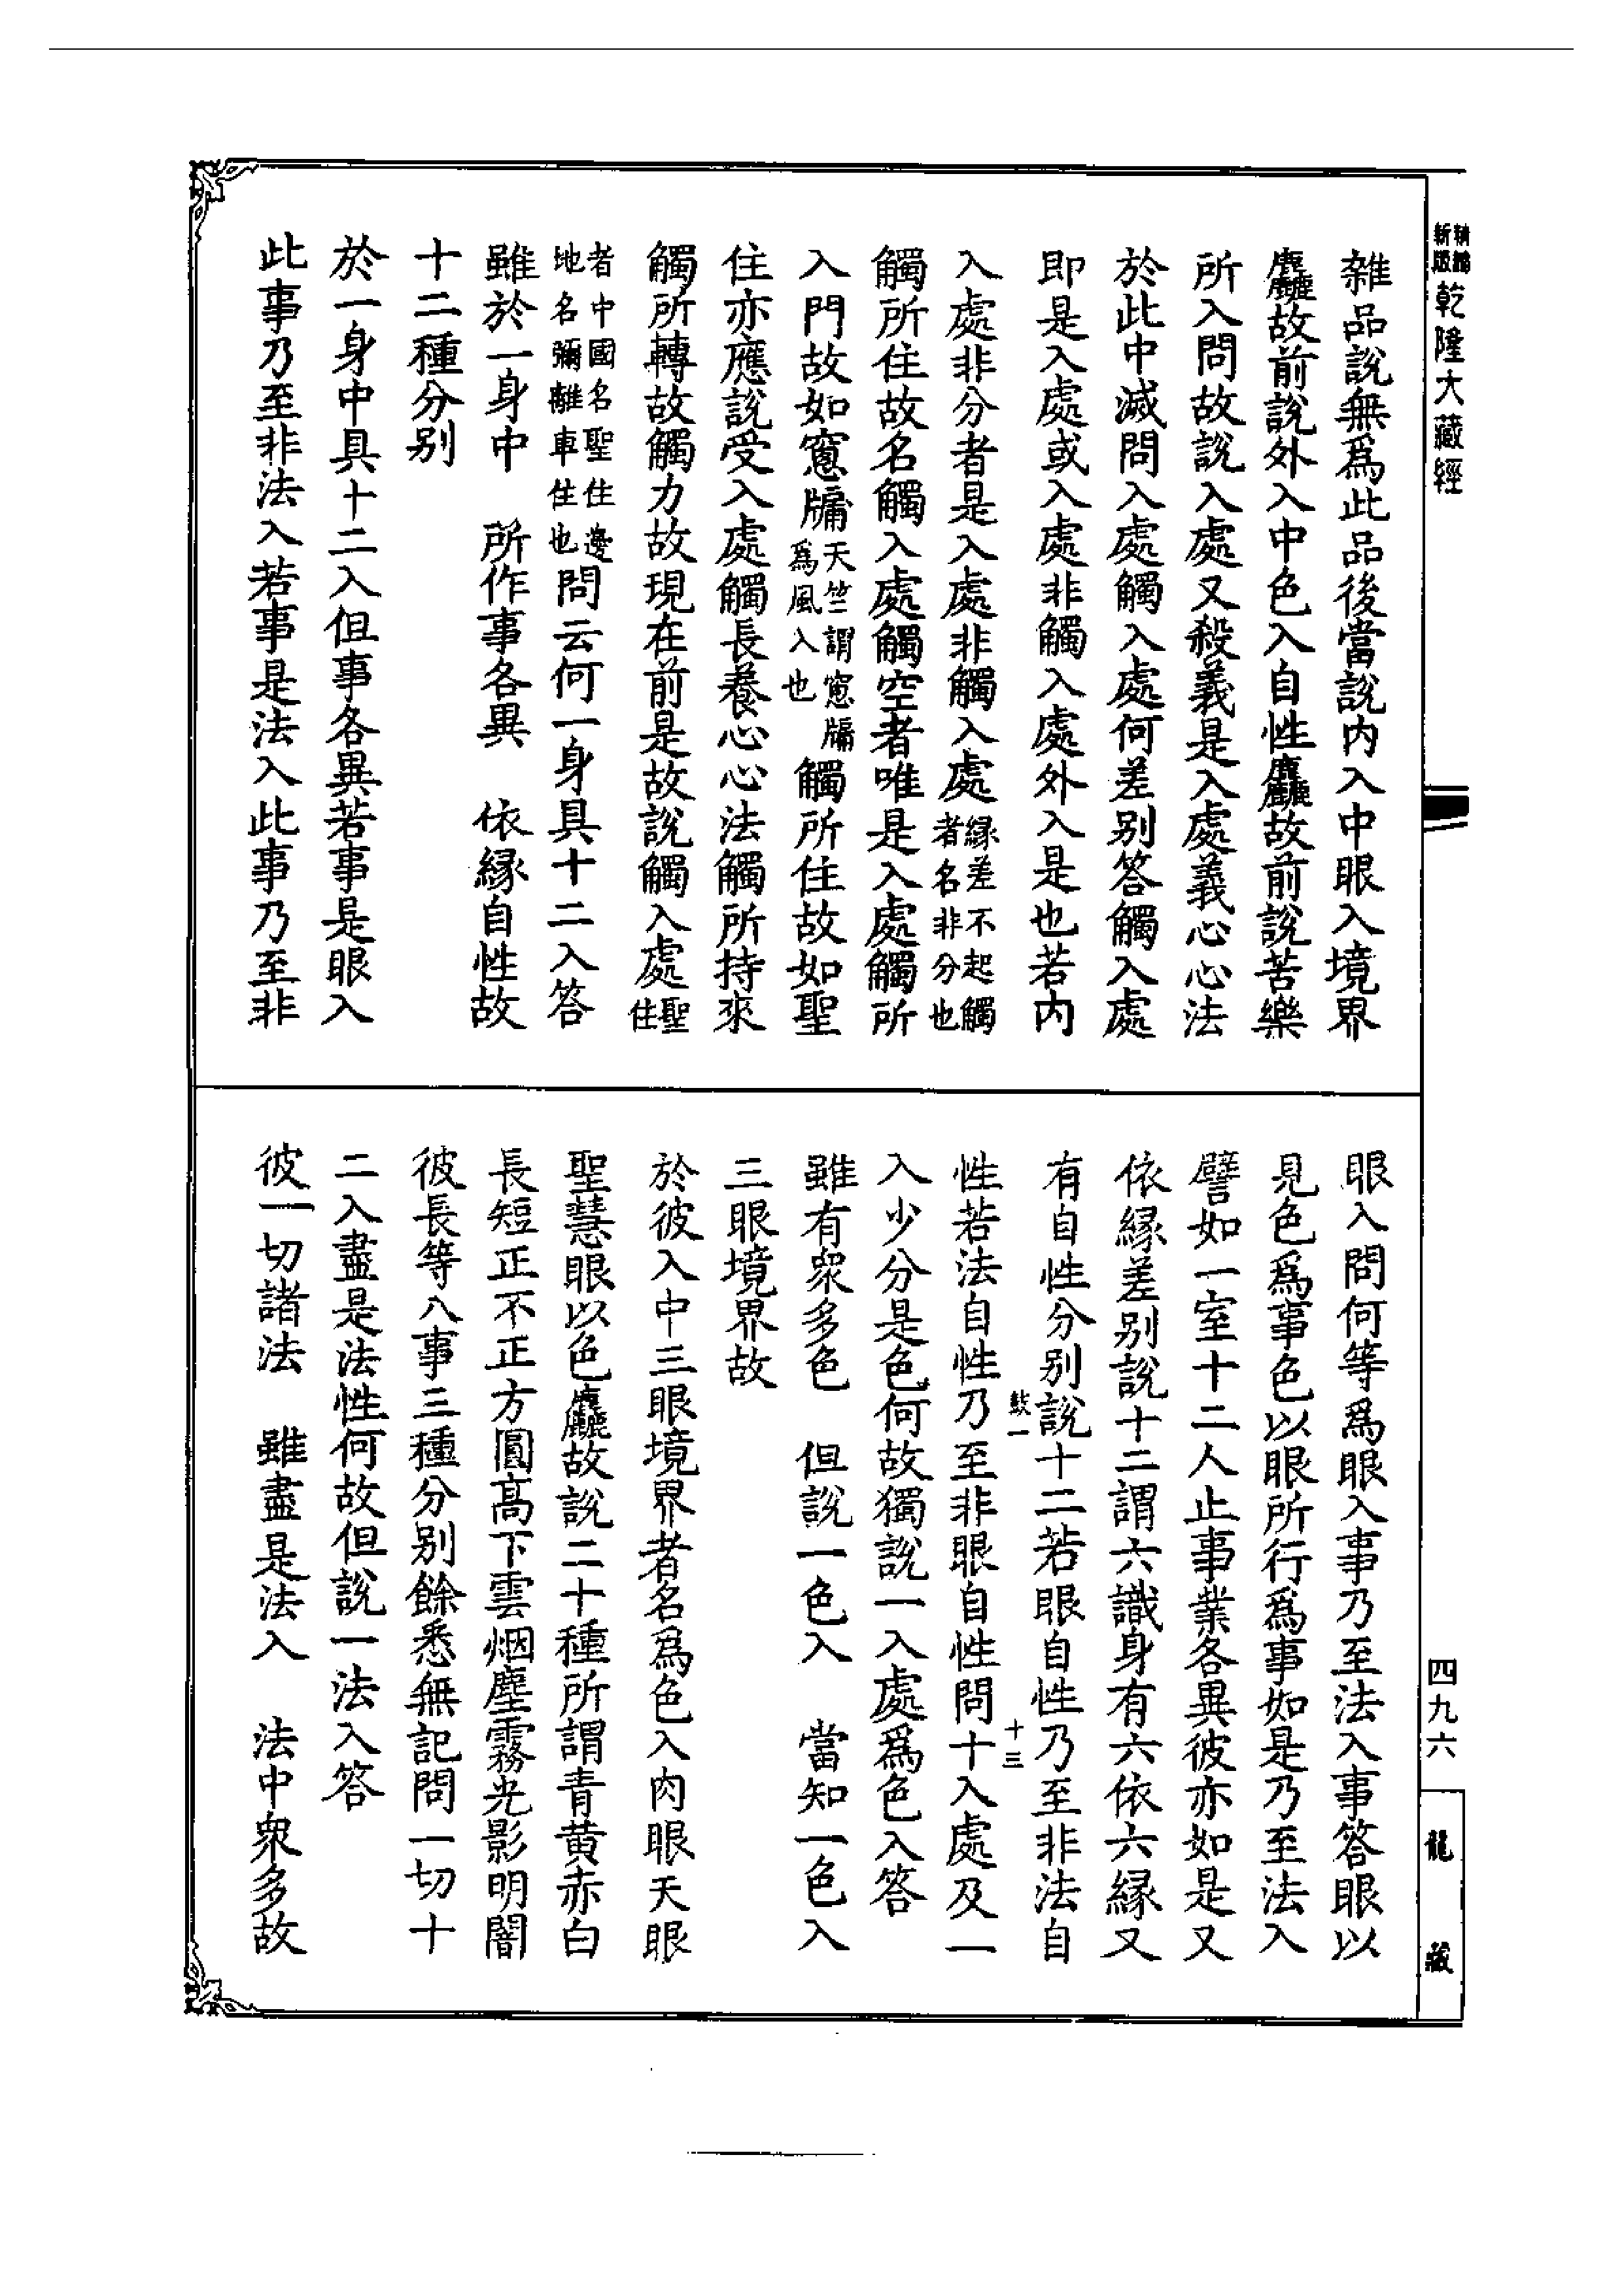 新精
版編
乾隆大藏經
雜品說無爲此品後當說內入中眼入境界
麤故前說外入中色入自性麤故前說苦樂
所入問故說入處又殺義是入處義心心法
於此中滅問入處觸入處何差别答觸入處
即是入處或入處非觸入處外入是也若內
入處非分者是入處非觸入處緣差不起觸者名非分也
觸所住故名觸入處觸空者唯是入處觸所
入門故如窻牖天竺謂窻牖爲風入也觸所住故如聖
住亦應說受入處觸長養心心法觸所持來
觸所轉故觸力故現在前是故說觸入處聖住
者中國名聖住邊地名彌離車住也問云何一身具十二入答
雖於一身中　所作事各異　依緣自性故
十二種分别
於一身中具十二入但事各異若事是眼入
此事乃至非法入若事是法入此事乃至非
眼入問何等爲眼入事乃至法入事答眼以
見色爲事色以眼所行爲事如是乃至法入
譬如一室十二人止事業各異彼亦如是又
依緣差别說十二謂六識身有六依六緣又
有自性分别說十二若眼自性乃至非法自
性若法自性乃至非眼自性問十入處及一
入少分是色何故獨說一入處爲色入答
雖有衆多色　但說一色入　當知一色入
三眼境界故
於彼入中三眼境界者名爲色入肉眼天眼
聖慧眼以色麤故說二十種所謂青黃赤白
長短正不正方圓高下雲烟塵霧光影明闇
彼長等八事三種分别餘悉無記問一切十
二入盡是法性何故但說一法入答
彼一切諸法　雖盡是法入　法中衆多故
一
十三
四九六
龍藏